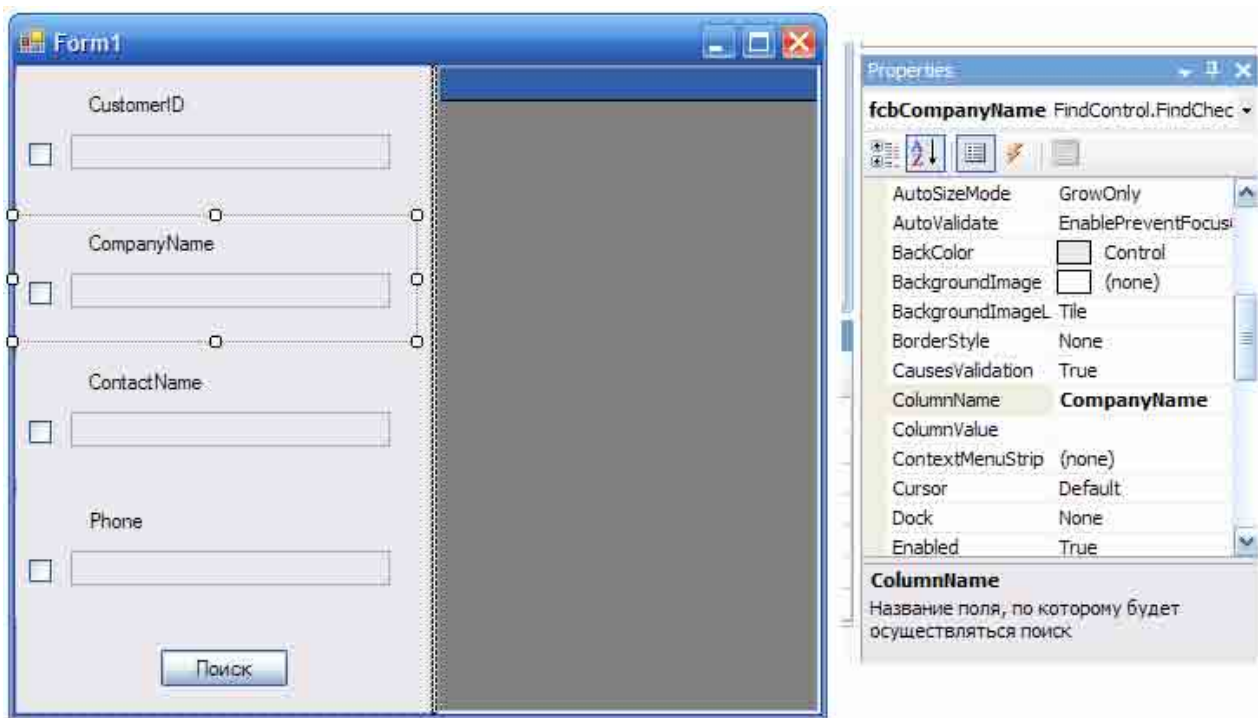 Form1
CustomerID
CompanyName
ContactName
Phone
Поиск
Properties
fcbCompanyName FindControl.FindChec
AutoSizeMode GrowOnly
AutoValidate EnablePreventFocus
BackColor Control
BackgroundImage (none)
BackgroundImageL Tile
BorderStyle None
CausesValidation True
ColumnName CompanyName
ColumnValue
ContextMenuStrip (none)
Cursor Default
Dock None
Enabled True
ColumnName
Название поля, по которому будет
осуществляться поиск